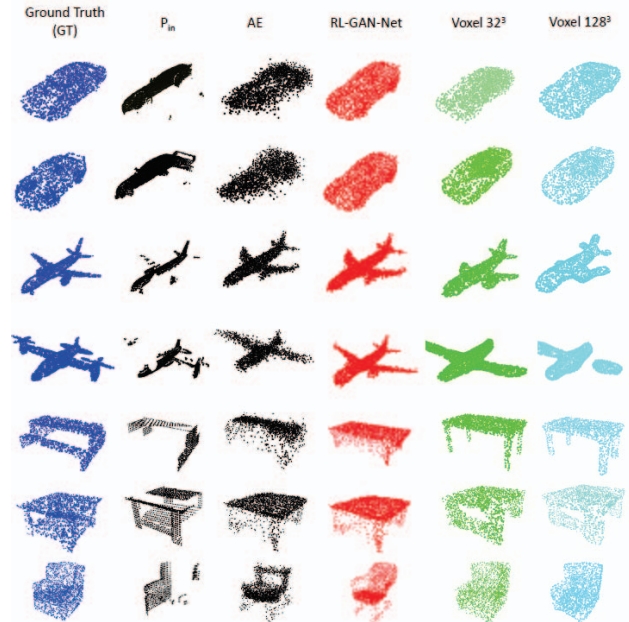 Ground Truth
(GT)
P_in
AE
RL-GAN-Net
Voxel 32³
Voxel 128³